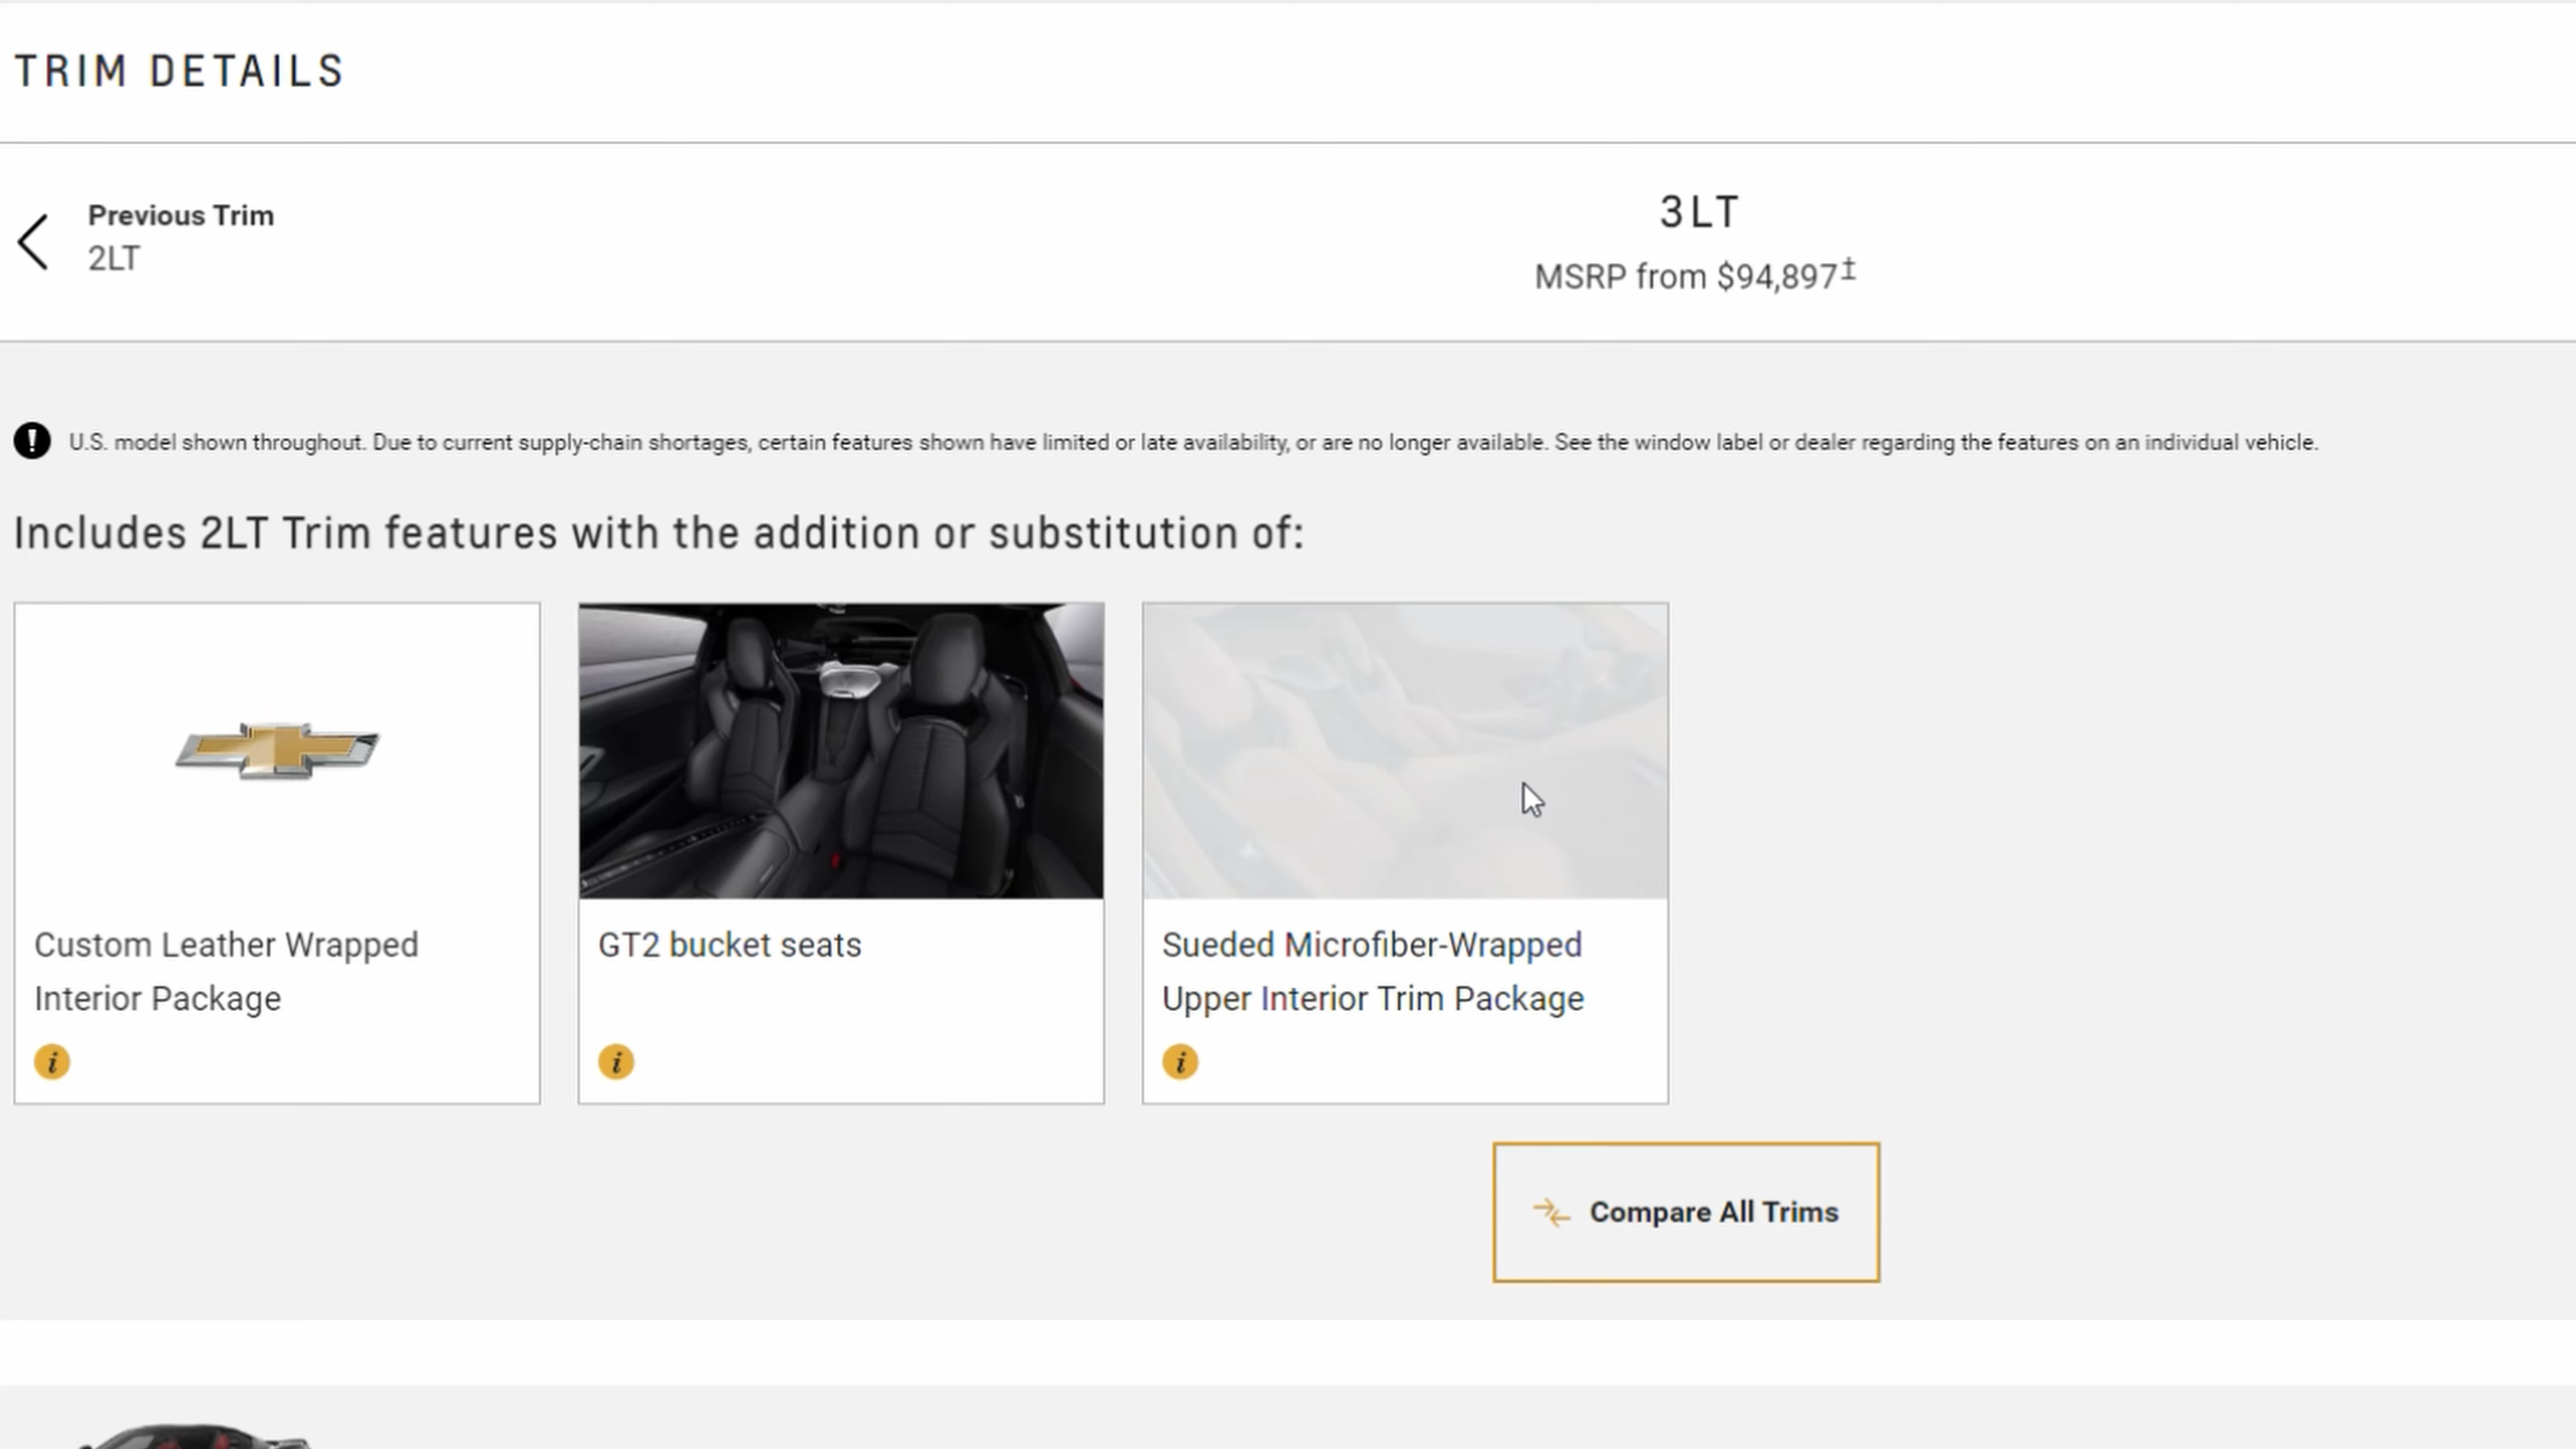 TRIM DETAILS
Previous Trim
2LT
3LT
MSRP from $94,897‡
U.S. model shown throughout. Due to current supply-chain shortages, certain features shown have limited or late availability, or are no longer available. See the window label or dealer regarding the features on an individual vehicle.
Includes 2LT Trim features with the addition or substitution of:
Custom Leather Wrapped
Interior Package
GT2 bucket seats
Sueded Microfiber-Wrapped
Upper Interior Trim Package
Compare All Trims